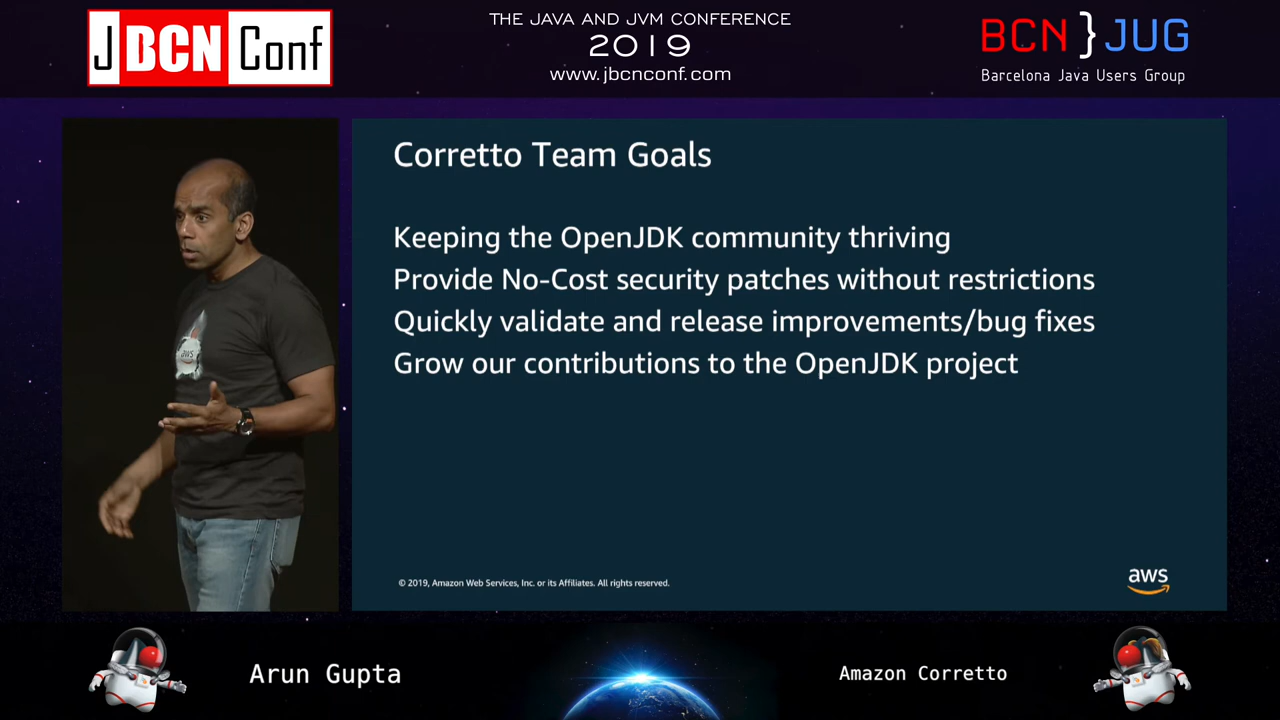 J BCN Conf
THE JAVA AND JVM CONFERENCE
2019
www.jbcnconf.com
BCN } JUG
Barcelona Java Users Group
aws
Corretto Team Goals
Keeping the OpenJDK community thriving
Provide No-Cost security patches without restrictions
Quickly validate and release improvements/bug fixes
Grow our contributions to the OpenJDK project
© 2019, Amazon Web Services, Inc. or its Affiliates. All rights reserved.
aws
Arun Gupta
Amazon Corretto